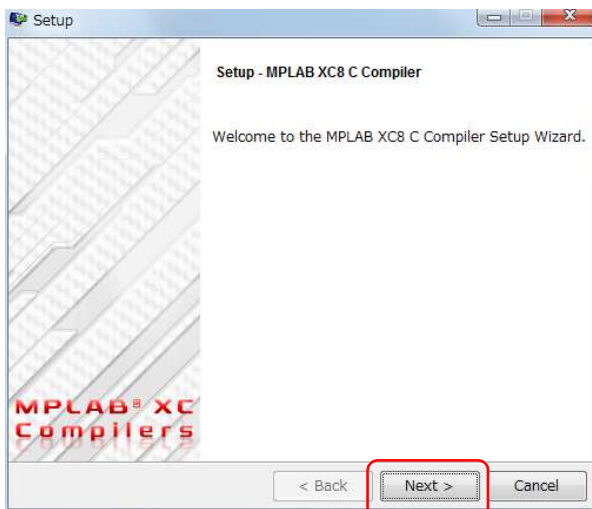 Setup
Setup - MPLAB XC8 C Compiler
Welcome to the MPLAB XC8 C Compiler Setup Wizard.
MPLAB® XC
Compilers
< Back
Next >
Cancel